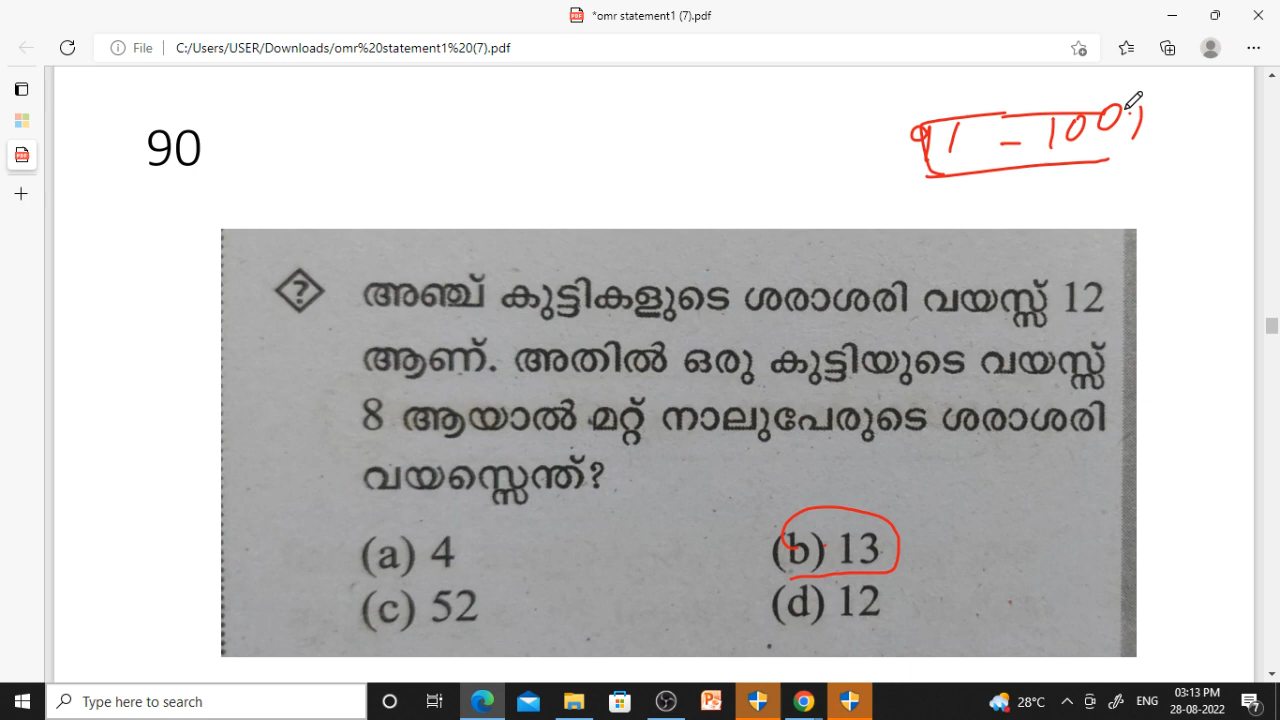 *omr statement1 (7).pdf
File C:/Users/USER/Downloads/omr%20statement1%20(7).pdf
90
91 - 100
? അഞ്ച് കുട്ടികളുടെ ശരാശരി വയസ്സ് 12
ആണ്. അതിൽ ഒരു കുട്ടിയുടെ വയസ്സ്
8 ആയാൽ മറ്റ് നാലുപേരുടെ ശരാശരി
വയസ്സെന്ത്?
(a) 4 (b) 13
(c) 52 (d) 12
Type here to search 28°C ENG 03:13 PM
28-08-2022 7